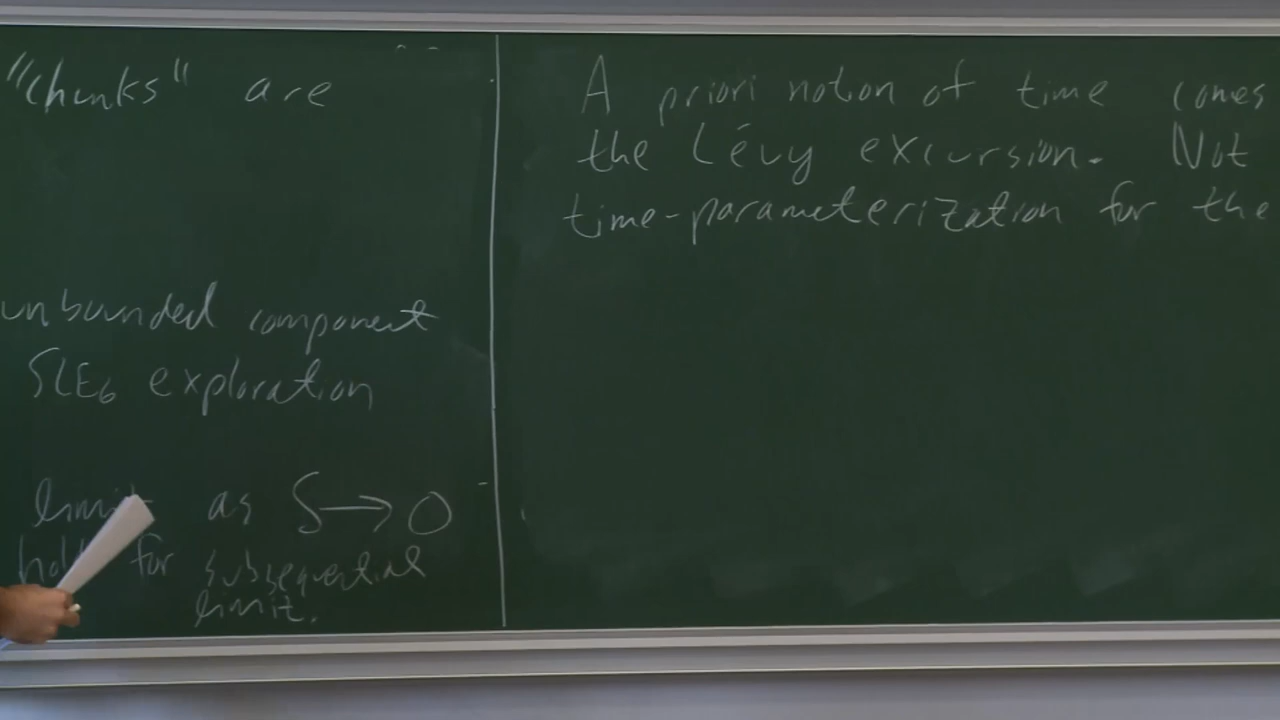 "chunks" are
unbounded component
SLE₆ exploration
limit as δ → 0
for subsequential
limit.
A priori notion of time comes
the Lévy excursion. Not
time-parameterization for the